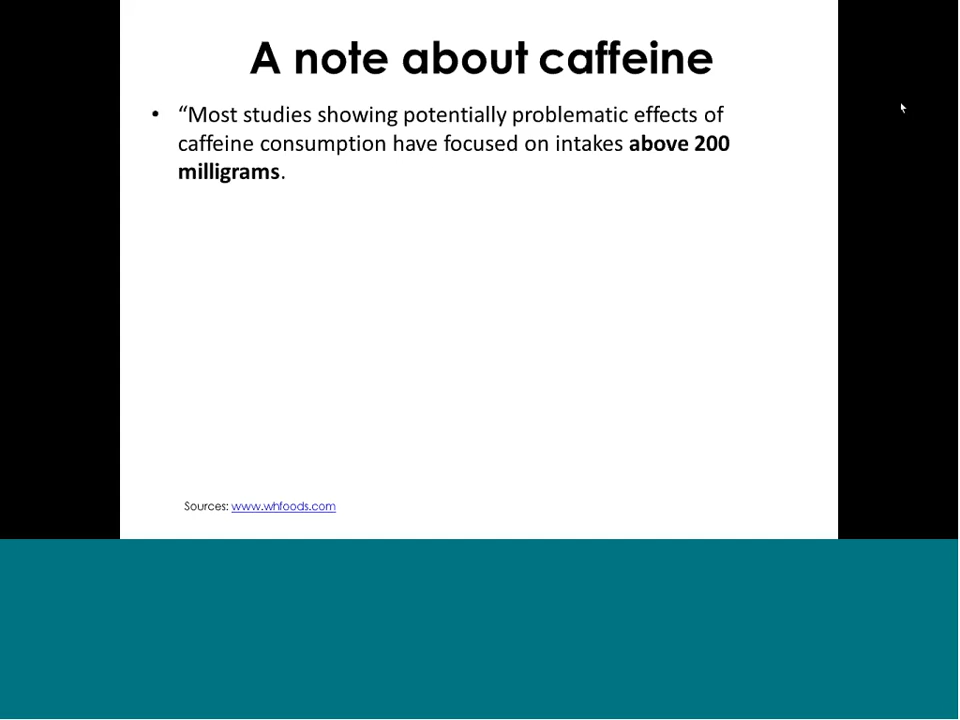 A note about caffeine
• “Most studies showing potentially problematic effects of
caffeine consumption have focused on intakes above 200
milligrams.
Sources: www.whfoods.com